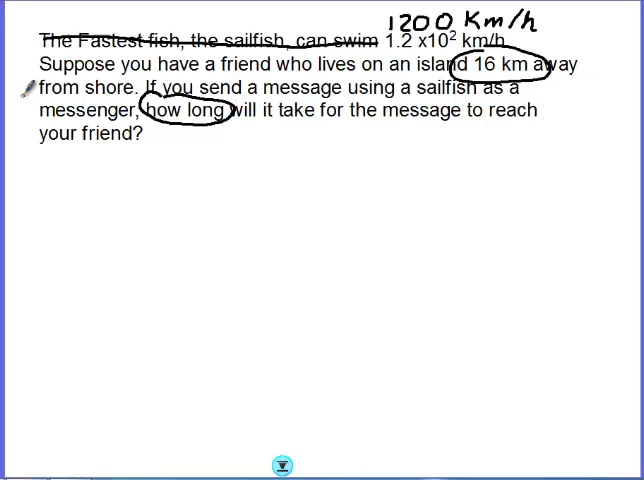 1200 Km/h
The Fastest fish, the sailfish, can swim 1.2 x10² km/h
Suppose you have a friend who lives on an island 16 km away
from shore. If you send a message using a sailfish as a
messenger, how long will it take for the message to reach
your friend?